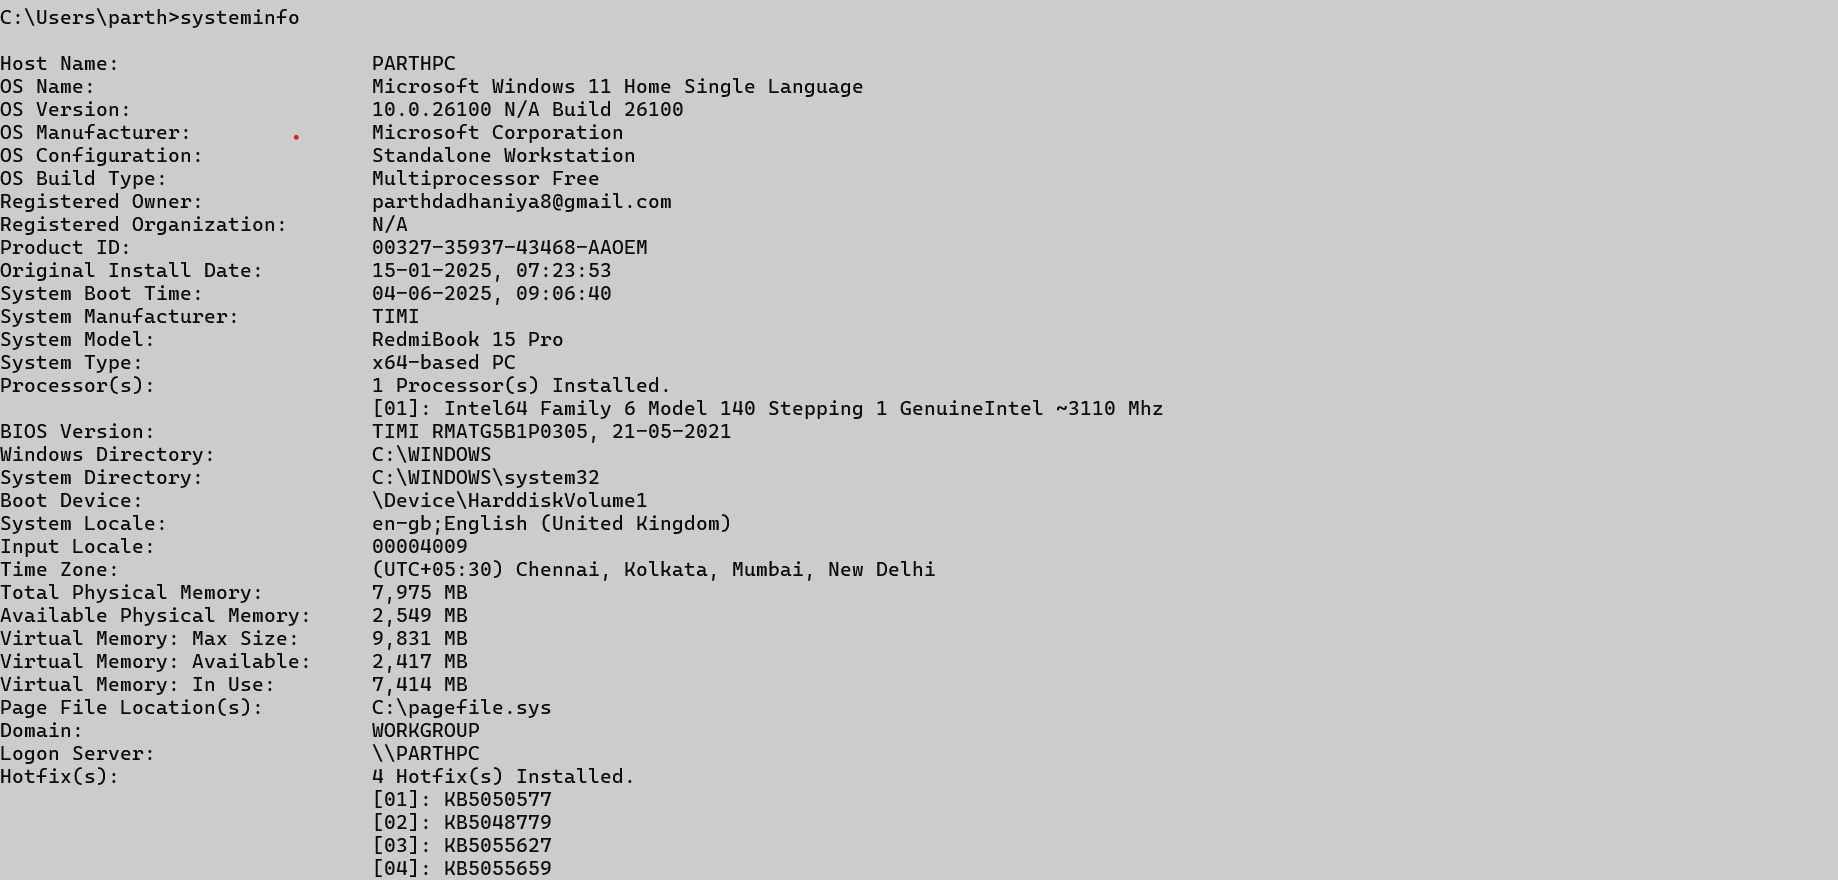 C:\Users\parth>systeminfo
Host Name: PARTHPC
OS Name: Microsoft Windows 11 Home Single Language
OS Version: 10.0.26100 N/A Build 26100
OS Manufacturer: Microsoft Corporation
OS Configuration: Standalone Workstation
OS Build Type: Multiprocessor Free
Registered Owner: parthdadhaniya8@gmail.com
Registered Organization: N/A
Product ID: 00327-35937-43468-AAOEM
Original Install Date: 15-01-2025, 07:23:53
System Boot Time: 04-06-2025, 09:06:40
System Manufacturer: TIMI
System Model: RedmiBook 15 Pro
System Type: x64-based PC
Processor(s): 1 Processor(s) Installed.
[01]: Intel64 Family 6 Model 140 Stepping 1 GenuineIntel ~3110 Mhz
BIOS Version: TIMI RMATG5B1P0305, 21-05-2021
Windows Directory: C:\WINDOWS
System Directory: C:\WINDOWS\system32
Boot Device: \Device\HarddiskVolume1
System Locale: en-gb;English (United Kingdom)
Input Locale: 00004009
Time Zone: (UTC+05:30) Chennai, Kolkata, Mumbai, New Delhi
Total Physical Memory: 7,975 MB
Available Physical Memory: 2,549 MB
Virtual Memory: Max Size: 9,831 MB
Virtual Memory: Available: 2,417 MB
Virtual Memory: In Use: 7,414 MB
Page File Location(s): C:\pagefile.sys
Domain: WORKGROUP
Logon Server: \\PARTHPC
Hotfix(s): 4 Hotfix(s) Installed.
[01]: KB5050577
[02]: KB5048779
[03]: KB5055627
[04]: KB5055659